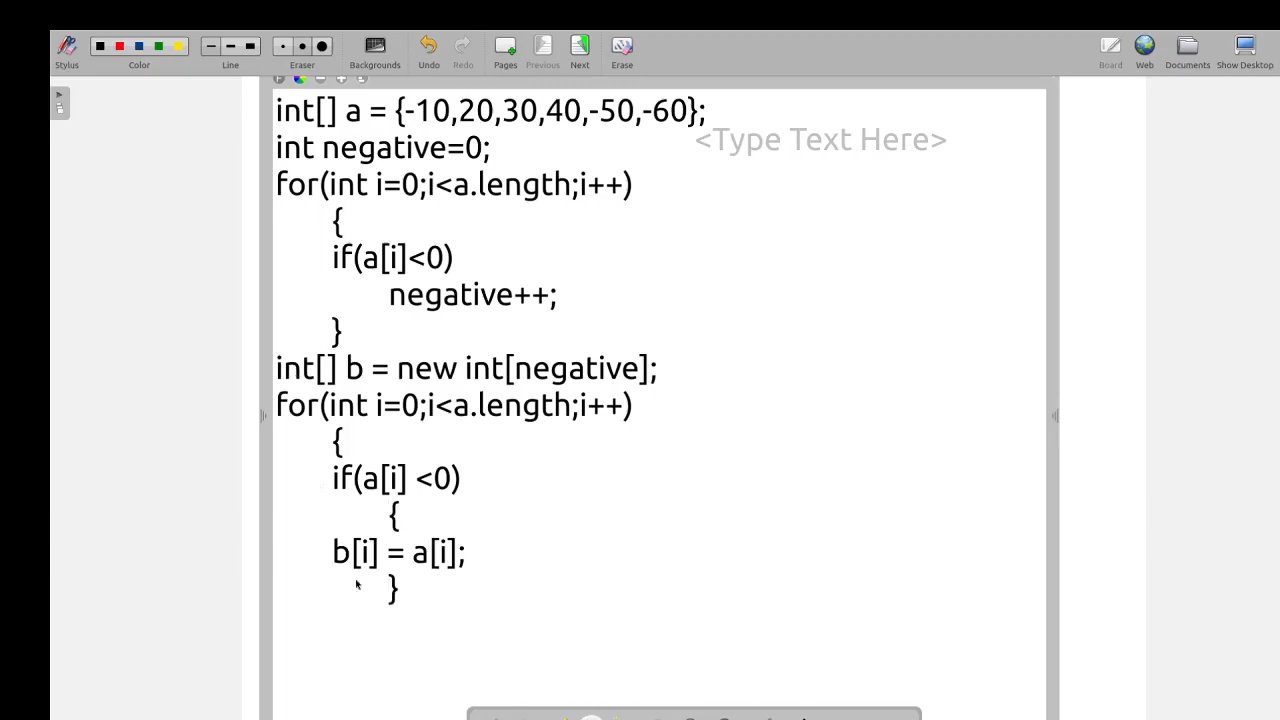 Stylus
Color
Line
Eraser
Backgrounds
Undo
Redo
Pages
Previous
Next
Erase
Board
Web
Documents
Show Desktop
int[] a = {-10,20,30,40,-50,-60};
<Type Text Here>
int negative=0;
for(int i=0;i<a.length;i++)
{
if(a[i]<0)
negative++;
}
int[] b = new int[negative];
for(int i=0;i<a.length;i++)
{
if(a[i] <0)
{
b[i] = a[i];
}